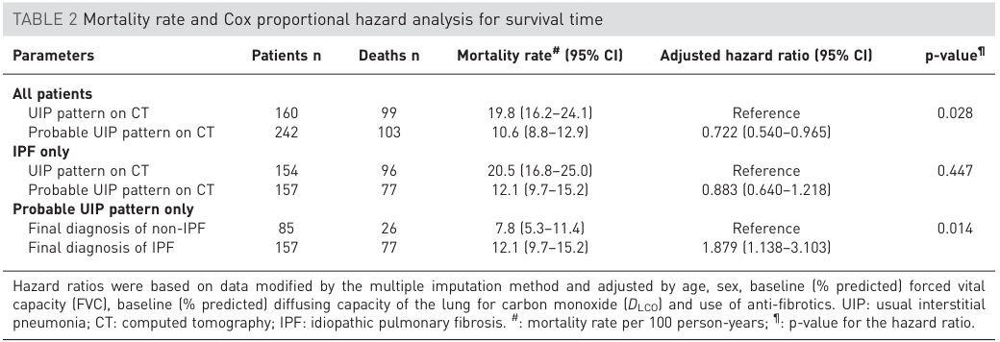 TABLE 2 Mortality rate and Cox proportional hazard analysis for survival time
Parameters Patients n Deaths n Mortality rate# (95% CI) Adjusted hazard ratio (95% CI) p-value¶
All patients
UIP pattern on CT 160 99 19.8 (16.2–24.1) Reference 0.028
Probable UIP pattern on CT 242 103 10.6 (8.8–12.9) 0.722 (0.540–0.965)
IPF only
UIP pattern on CT 154 96 20.5 (16.8–25.0) Reference 0.447
Probable UIP pattern on CT 157 77 12.1 (9.7–15.2) 0.883 (0.640–1.218)
Probable UIP pattern only
Final diagnosis of non-IPF 85 26 7.8 (5.3–11.4) Reference 0.014
Final diagnosis of IPF 157 77 12.1 (9.7–15.2) 1.879 (1.138–3.103)
Hazard ratios were based on data modified by the multiple imputation method and adjusted by age, sex, baseline (% predicted) forced vital
capacity (FVC), baseline (% predicted) diffusing capacity of the lung for carbon monoxide (DLCO) and use of anti-fibrotics. UIP: usual interstitial
pneumonia; CT: computed tomography; IPF: idiopathic pulmonary fibrosis. #: mortality rate per 100 person-years; ¶: p-value for the hazard ratio.